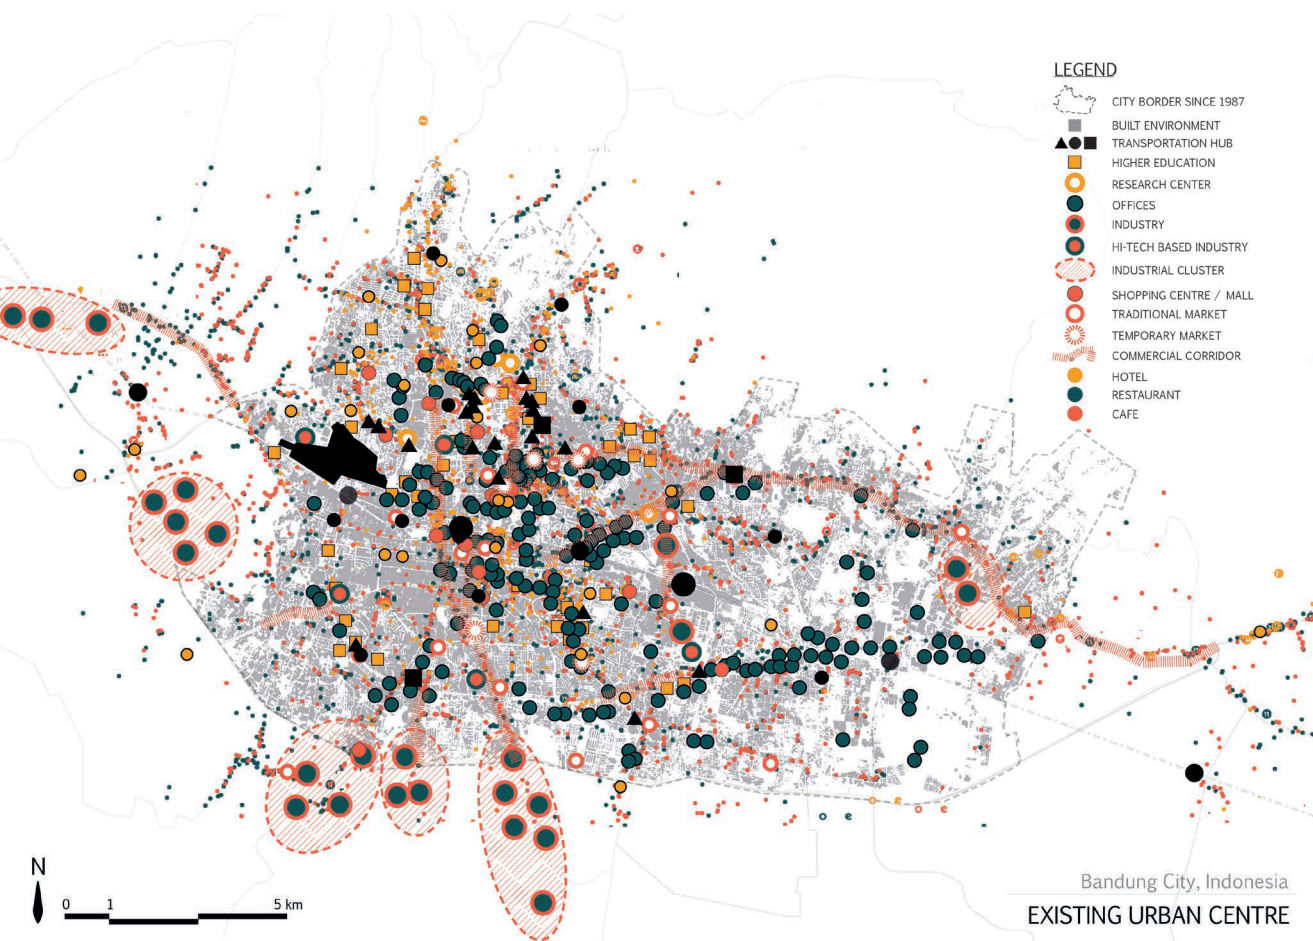 LEGEND
CITY BORDER SINCE 1987
BUILT ENVIRONMENT
TRANSPORTATION HUB
HIGHER EDUCATION
RESEARCH CENTER
OFFICES
INDUSTRY
HI-TECH BASED INDUSTRY
INDUSTRIAL CLUSTER
SHOPPING CENTRE / MALL
TRADITIONAL MARKET
TEMPORARY MARKET
COMMERCIAL CORRIDOR
HOTEL
RESTAURANT
CAFE
N
0 1 5 km
Bandung City, Indonesia
EXISTING URBAN CENTRE